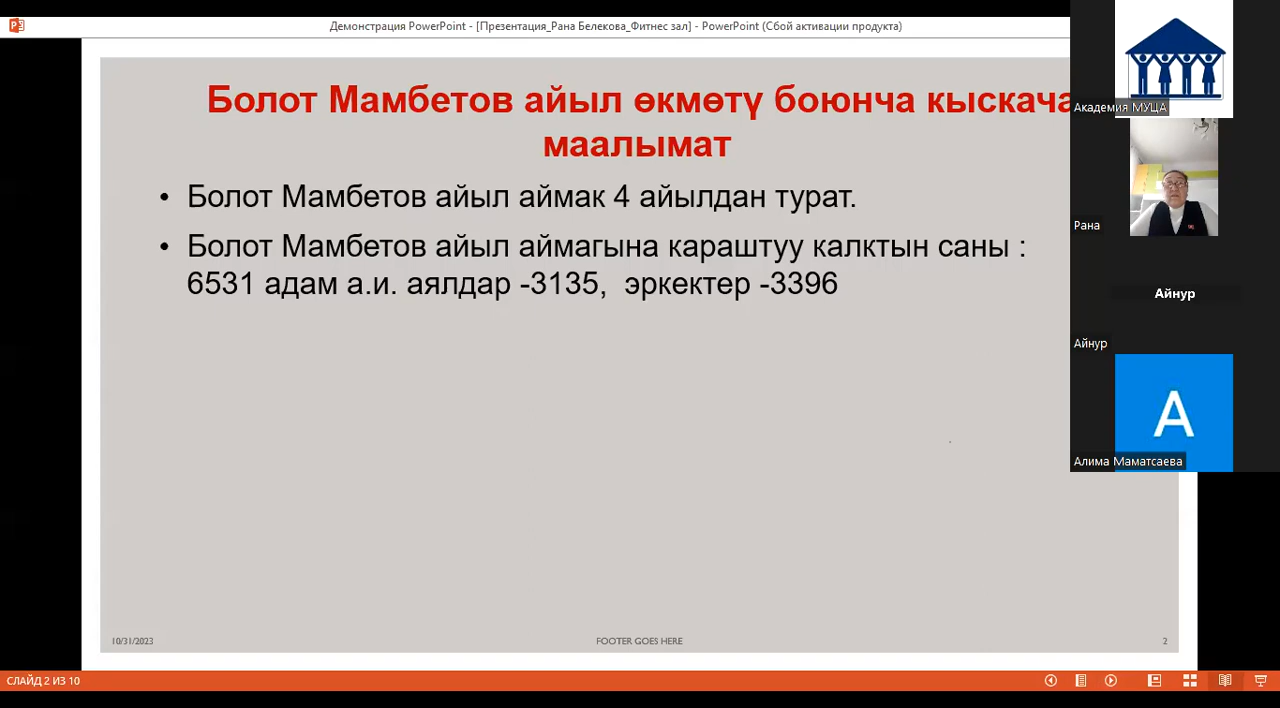 Демонстрация PowerPoint - [Презентация_Рана Белекова_Фитнес зал] - PowerPoint (Сбой активации продукта)
Болот Мамбетов айыл өкмөтү боюнча кыскача
маалымат
• Болот Мамбетов айыл аймак 4 айылдан турат.
• Болот Мамбетов айыл аймагына караштуу калктын саны :
6531 адам а.и. аялдар -3135, эркектер -3396
10/31/2023
FOOTER GOES HERE
2
СЛАЙД 2 ИЗ 10
Академия МУЦА
Рана
Айнур
Айнур
А
Алима Маматсаева